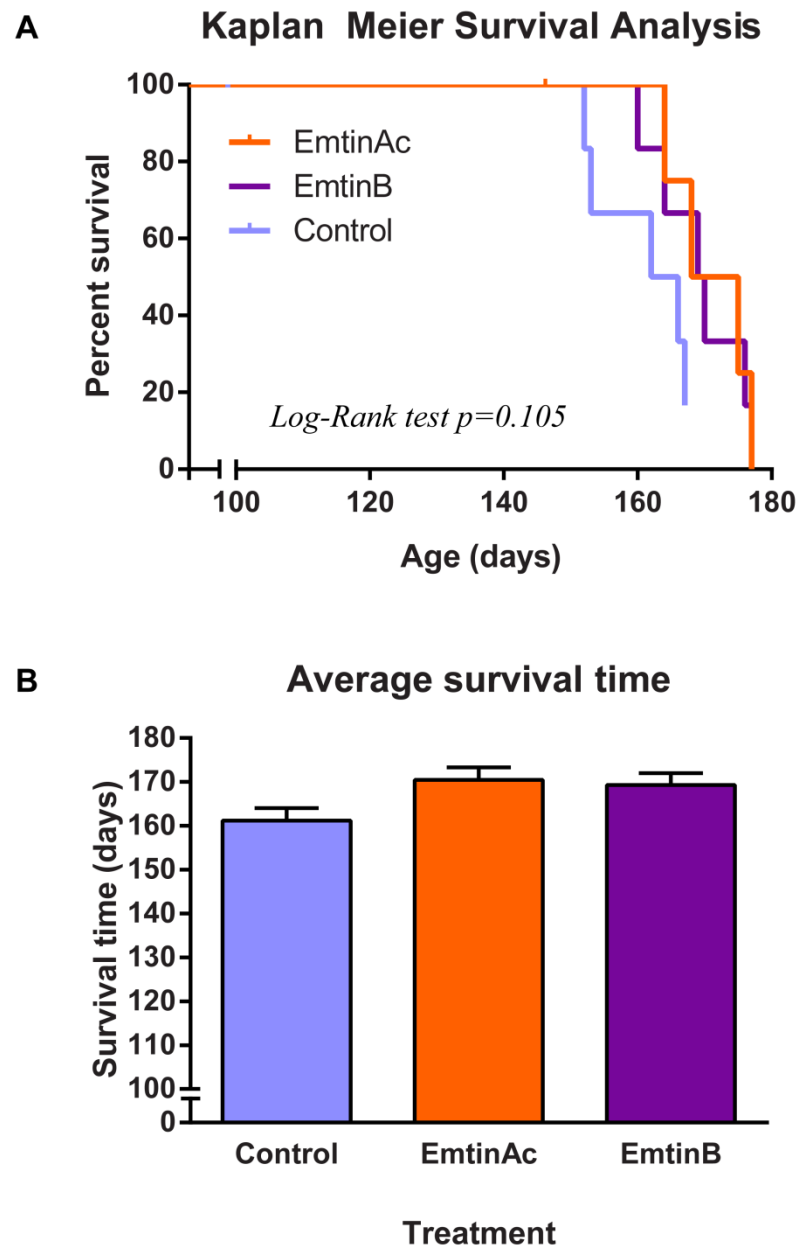 A
Kaplan Meier Survival Analysis
100
80
60
40
20
0
Percent survival
EmtinAc
EmtinB
Control
Log-Rank test p=0.105
100 120 140 160 180
Age (days)
B
Average survival time
180
170
160
150
140
130
120
110
100
0
Survival time (days)
Control EmtinAc EmtinB
Treatment